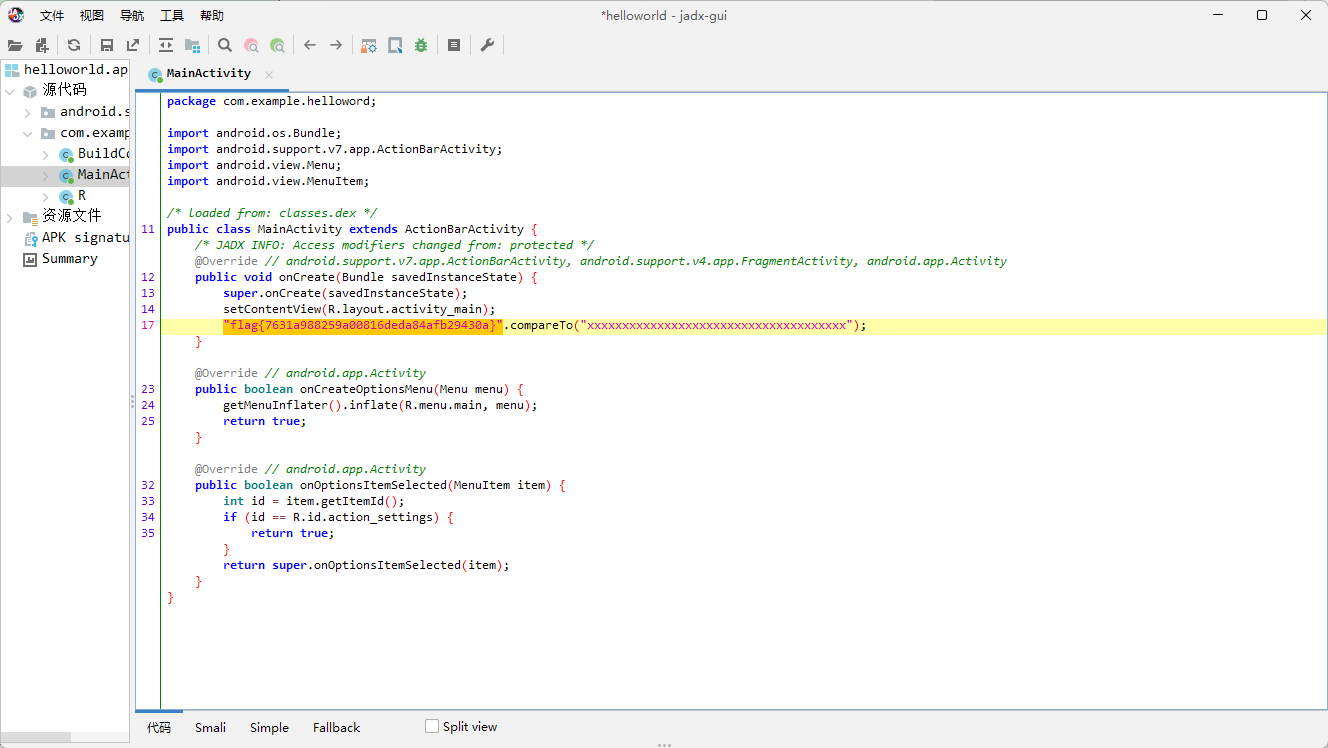 文件 视图 导航 工具 帮助 *helloworld - jadx-gui
helloworld.ap
源代码
android.s
com.examp
BuildCo
MainAct
R
资源文件
APK signatu
Summary
MainActivity
package com.example.helloword;
import android.os.Bundle;
import android.support.v7.app.ActionBarActivity;
import android.view.Menu;
import android.view.MenuItem;
/* loaded from: classes.dex */
11 public class MainActivity extends ActionBarActivity {
/* JADX INFO: Access modifiers changed from: protected */
@Override // android.support.v7.app.ActionBarActivity, android.support.v4.app.FragmentActivity, android.app.Activity
12 public void onCreate(Bundle savedInstanceState) {
13 super.onCreate(savedInstanceState);
14 setContentView(R.layout.activity_main);
17 "flag{7631a988259a00816deda84afb29430a}".compareTo("xxxxxxxxxxxxxxxxxxxxxxxxxxxxxxxxxxxxx");
}
@Override // android.app.Activity
23 public boolean onCreateOptionsMenu(Menu menu) {
24 getMenuInflater().inflate(R.menu.main, menu);
25 return true;
}
@Override // android.app.Activity
32 public boolean onOptionsItemSelected(MenuItem item) {
33 int id = item.getItemId();
34 if (id == R.id.action_settings) {
35 return true;
}
return super.onOptionsItemSelected(item);
}
}
代码 Smali Simple Fallback Split view